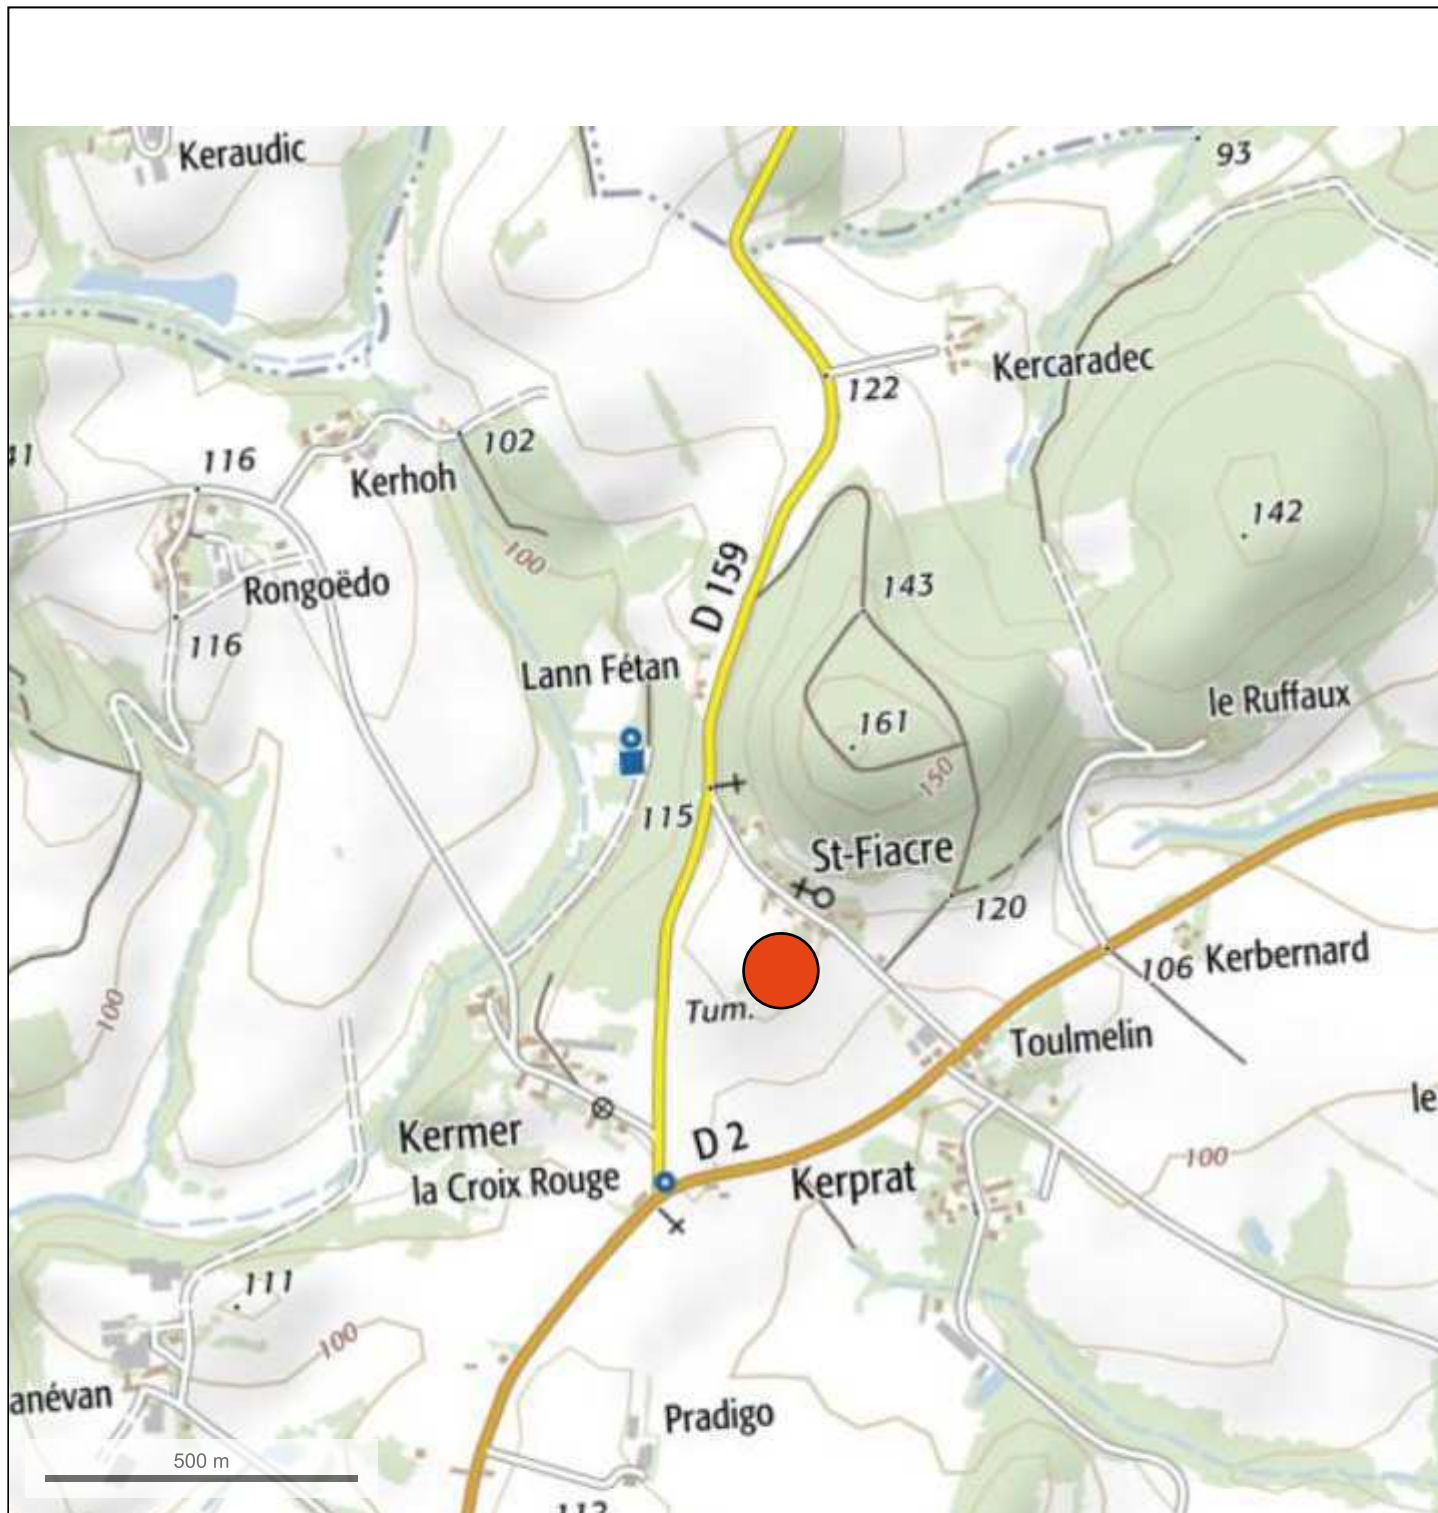 Keraudic
93
Kercaradec
122
41
116
102
Kerhoh
142
100
D 159
143
Rongoëdo
116
Lann Fétan
le Ruffaux
161
150
115
St-Fiacre
120
106 Kerbernard
100
Tum.
Toulmelin
le
Kermer
D 2
100
la Croix Rouge
Kerprat
111
100
anévan
Pradigo
500 m
113